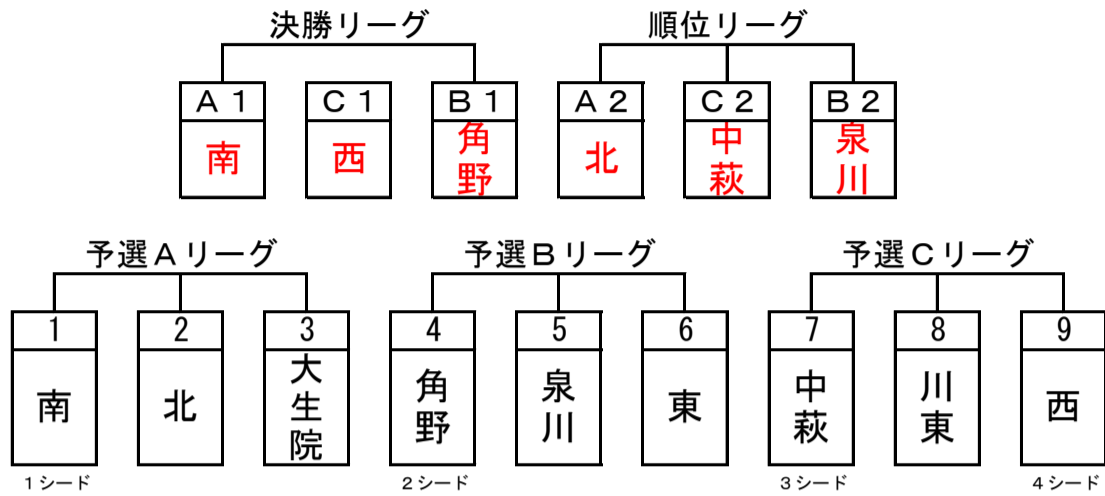 決勝リーグ 順位リーグ
A1 C1 B1 A2 C2 B2
南 西 角野 北 中萩 泉川
予選Aリーグ 予選Bリーグ 予選Cリーグ
1 2 3 4 5 6 7 8 9
南 北 大生院 角野 泉川 東 中萩 川東 西
1シード 2シード 3シード 4シード